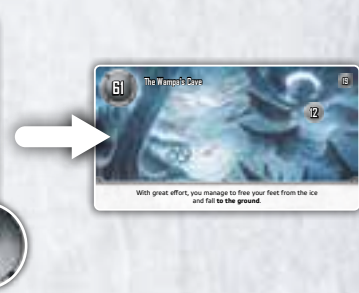 61
The Wampa's Cave
19
12
With great effort, you manage to free your feet from the ice
and fall to the ground.